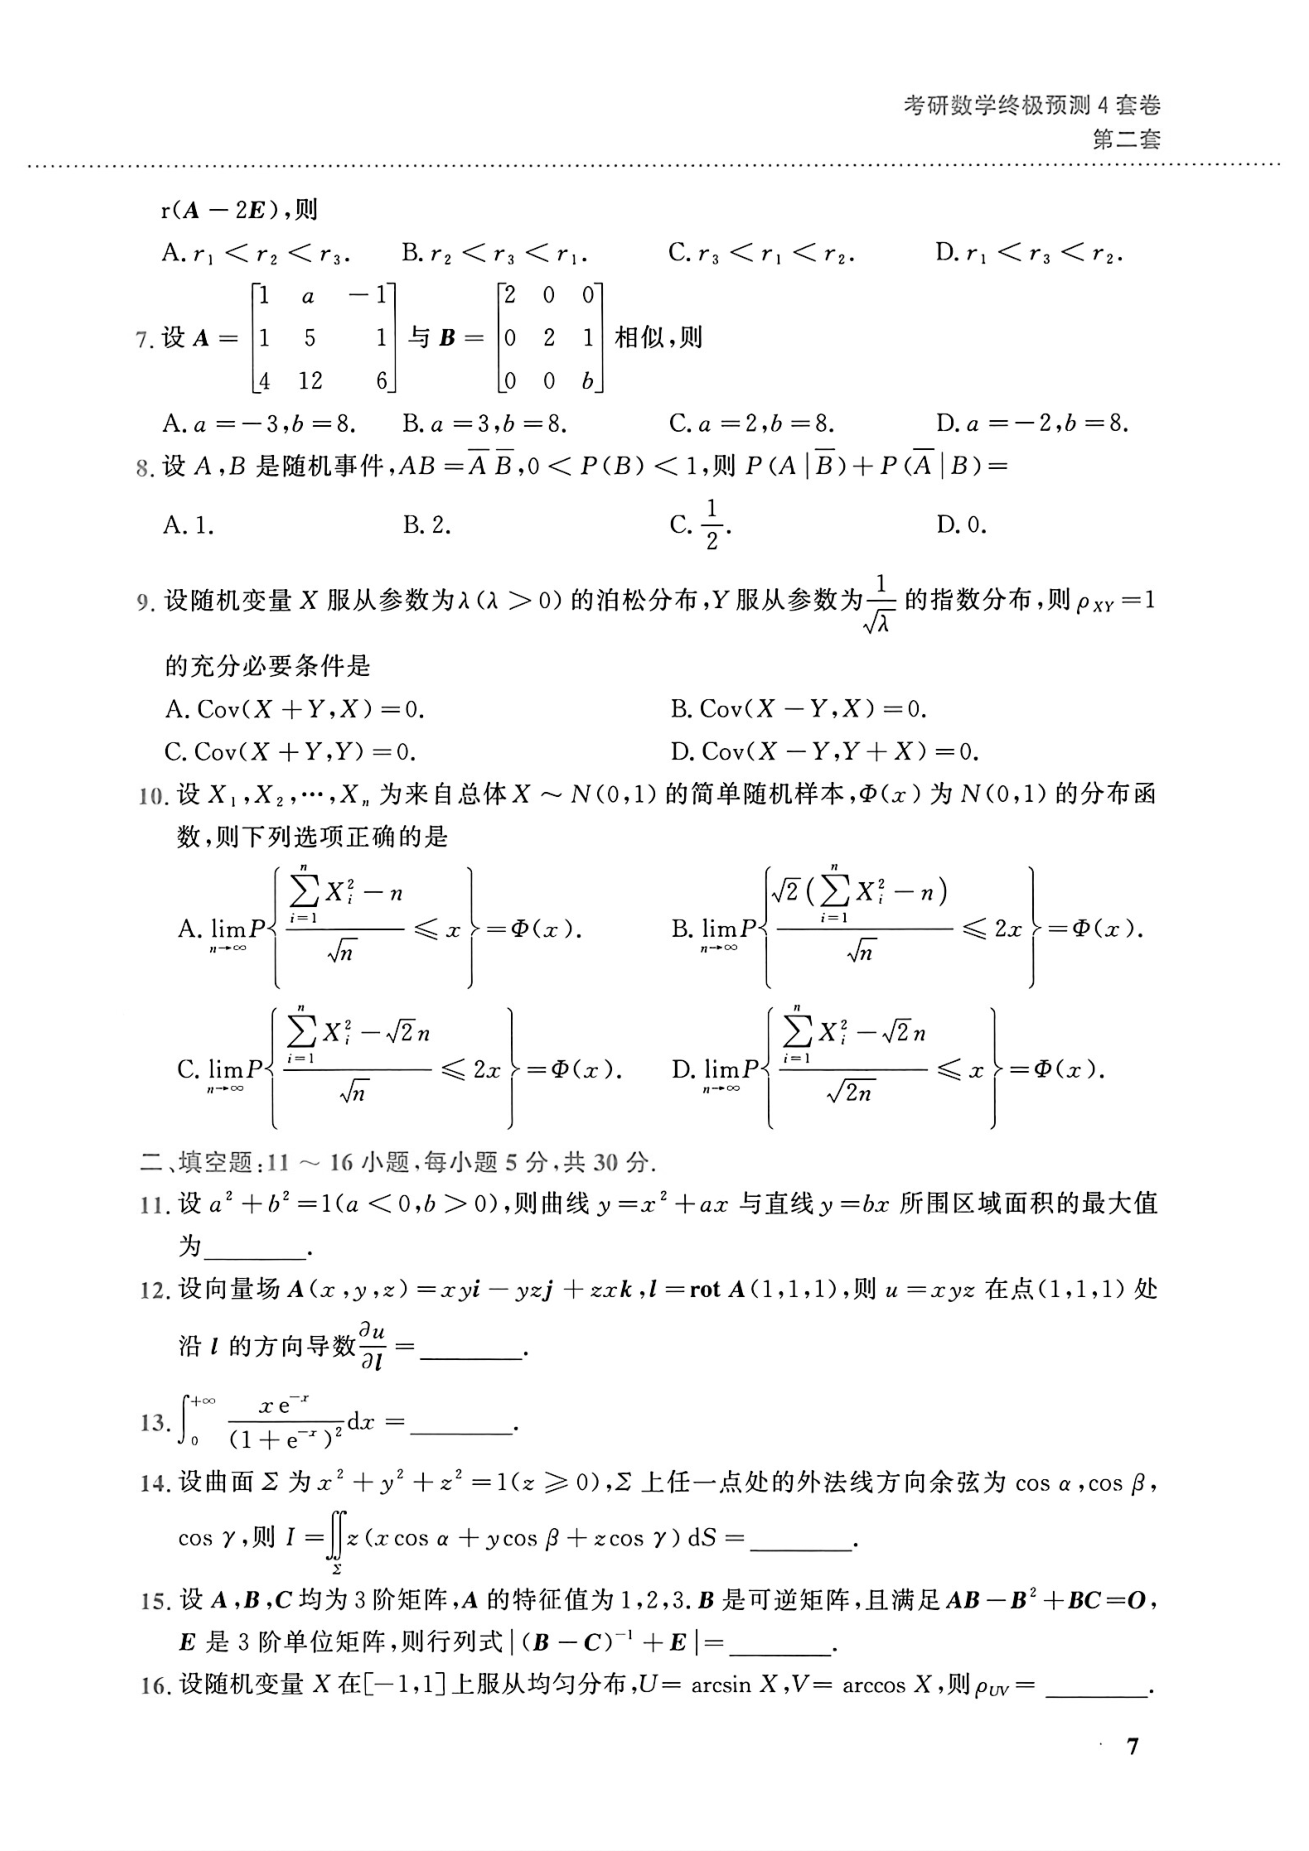 考研数学终极预测4套卷
第二套
r(A－2E),则
A. r₁＜r₂＜r₃. B. r₂＜r₃＜r₁. C. r₃＜r₁＜r₂. D. r₁＜r₃＜r₂.
7. 设 A = [1 a −1; 1 5 1; 4 12 6] 与 B = [2 0 0; 0 2 1; 0 0 b] 相似,则
A. a=−3,b=8. B. a=3,b=8. C. a=2,b=8. D. a=−2,b=8.
8. 设 A,B 是随机事件,AB=A̅ B̅,0＜P(B)＜1,则 P(A|B̅)+P(A̅|B)=
A. 1. B. 2. C. 1/2. D. 0.
9. 设随机变量 X 服从参数为λ(λ＞0)的泊松分布,Y 服从参数为 1/√λ 的指数分布,则 ρ_XY=1
的充分必要条件是
A. Cov(X+Y,X)=0. B. Cov(X−Y,X)=0.
C. Cov(X+Y,Y)=0. D. Cov(X−Y,Y+X)=0.
10. 设 X₁,X₂,⋯,Xₙ 为来自总体 X～N(0,1)的简单随机样本,Φ(x)为 N(0,1)的分布函
数,则下列选项正确的是
A. lim_{n→∞} P{(∑_{i=1}^{n} X_i²−n)/√n ≤ x}=Φ(x). B. lim_{n→∞} P{√2(∑_{i=1}^{n} X_i²−n)/√n ≤ 2x}=Φ(x).
C. lim_{n→∞} P{(∑_{i=1}^{n} X_i²−√2n)/√n ≤ 2x}=Φ(x). D. lim_{n→∞} P{(∑_{i=1}^{n} X_i²−√2n)/√(2n) ≤ x}=Φ(x).
二、填空题:11～16小题,每小题5分,共30分.
11. 设 a²+b²=1(a＜0,b＞0),则曲线 y=x²+ax 与直线 y=bx 所围区域面积的最大值
为________.
12. 设向量场 A(x,y,z)=xyi−yzj+zxk,l=rot A(1,1,1),则 u=xyz 在点(1,1,1)处
沿 l 的方向导数 ∂u/∂l=________.
13. ∫₀^{+∞} xe^{−x}/(1+e^{−x})² dx=________.
14. 设曲面 Σ 为 x²+y²+z²=1(z≥0),Σ 上任一点处的外法线方向余弦为 cos α,cos β,
cos γ,则 I=∬_Σ z(xcos α+ycos β+zcos γ)dS=________.
15. 设 A,B,C 均为3阶矩阵,A 的特征值为1,2,3. B 是可逆矩阵,且满足 AB−B²+BC=O,
E 是3阶单位矩阵,则行列式|(B−C)⁻¹+E|=________.
16. 设随机变量 X 在[−1,1]上服从均匀分布,U=arcsin X,V=arccos X,则 ρ_UV=________.
7